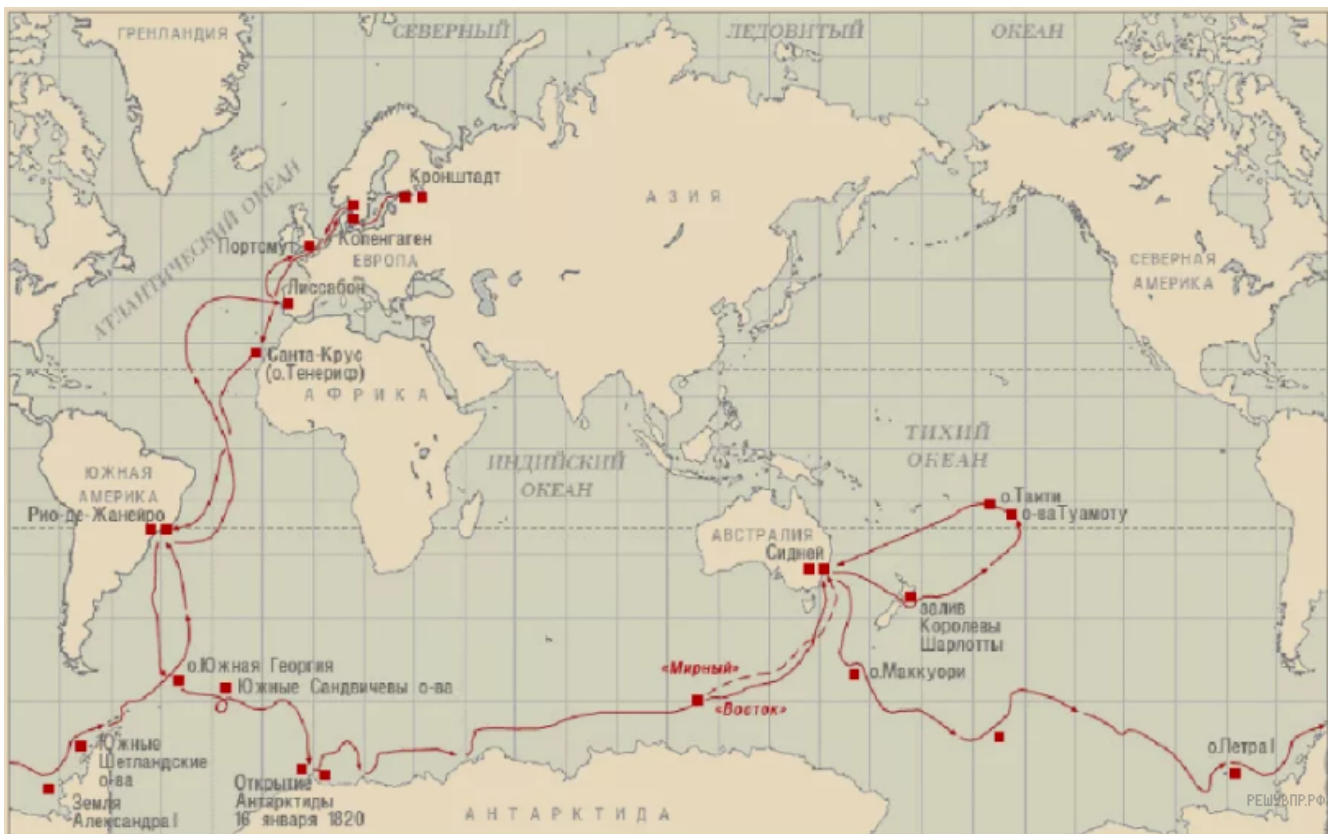 ГРЕНЛАНДИЯ
СЕВЕРНЫЙ
ЛЕДОВИТЫЙ
ОКЕАН
АТЛАНТИЧЕСКИЙ ОКЕАН
Кронштадт
АЗИЯ
Портсмут
Копенгаген
ЕВРОПА
СЕВЕРНАЯ
АМЕРИКА
Лиссабон
Санта-Крус
(о.Тенериф)
АФРИКА
ТИХИЙ
ОКЕАН
ИНДИЙСКИЙ
ОКЕАН
ЮЖНАЯ
АМЕРИКА
Рио-де-Жанейро
о.Таити
о-ва Туамоту
АВСТРАЛИЯ
Сидней
залив
Королевы
Шарлотты
о.Южная Георгия
Южные Сандвичевы о-ва
«Мирный»
«Восток»
о.Маккуори
Южные
Шетландские
о-ва
Земля
Александра I
Открытие
Антарктиды
16 января 1820
АНТАРКТИДА
о.Петра I
РЕШУВПР.РФ